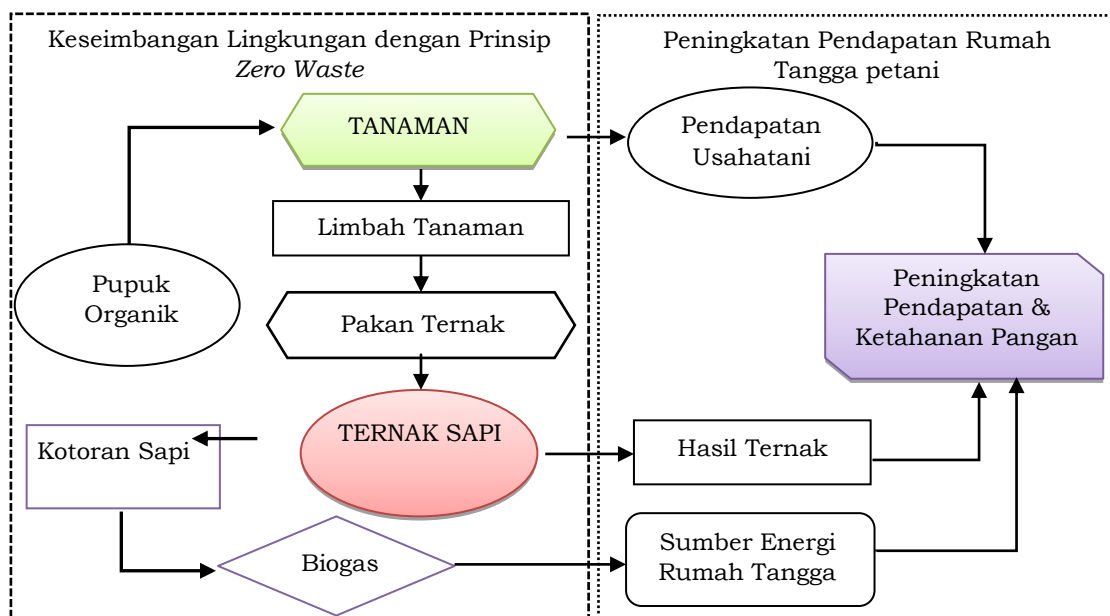 Keseimbangan Lingkungan dengan Prinsip
Zero Waste
Peningkatan Pendapatan Rumah
Tangga petani
TANAMAN
Pendapatan
Usahatani
Limbah Tanaman
Pupuk
Organik
Pakan Ternak
Peningkatan
Pendapatan &
Ketahanan Pangan
TERNAK SAPI
Kotoran Sapi
Hasil Ternak
Biogas
Sumber Energi
Rumah Tangga